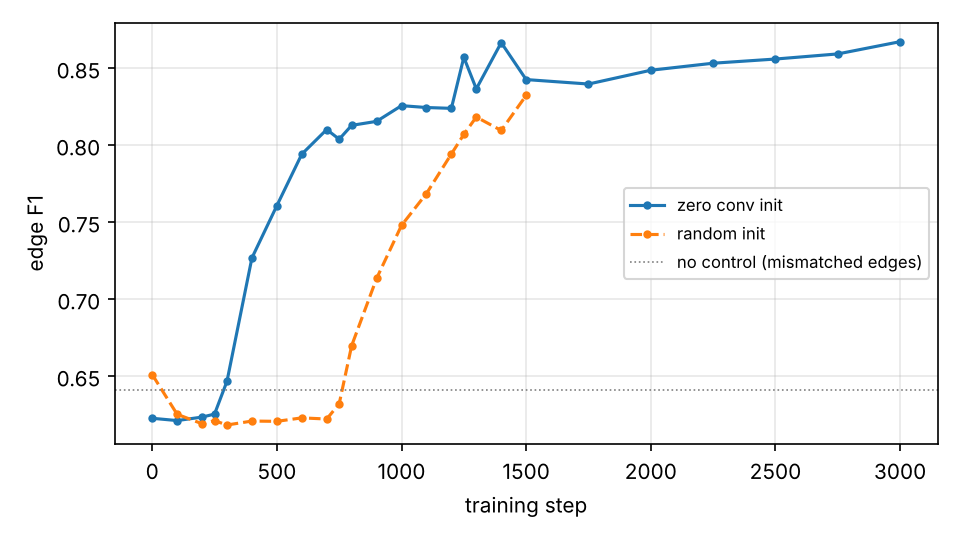 0.85
0.80
0.75
0.70
0.65
edge F1
zero conv init
random init
no control (mismatched edges)
0 500 1000 1500 2000 2500 3000
training step